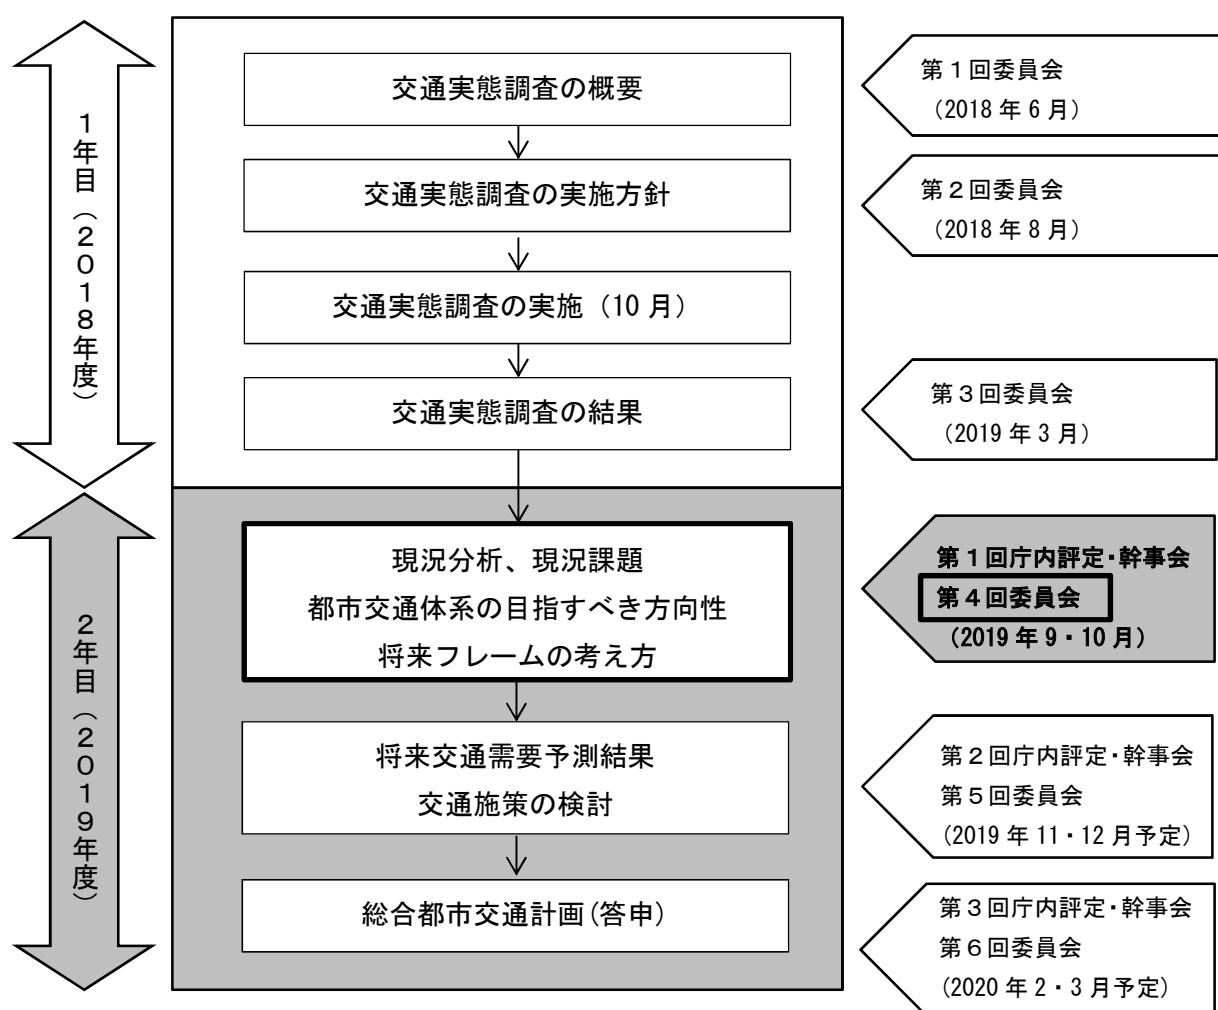 1年目（2018年度）
交通実態調査の概要
第１回委員会
（2018 年 6 月）
交通実態調査の実施方針
第２回委員会
（2018 年 8 月）
交通実態調査の実施（10 月）
交通実態調査の結果
第３回委員会
（2019 年 3 月）
2年目（2019年度）
現況分析、現況課題
都市交通体系の目指すべき方向性
将来フレームの考え方
第１回庁内評定・幹事会
第４回委員会
（2019 年 9・10 月）
将来交通需要予測結果
交通施策の検討
第２回庁内評定・幹事会
第５回委員会
(2019 年 11・12 月予定)
総合都市交通計画(答申)
第３回庁内評定・幹事会
第６回委員会
(2020 年 2・3 月予定)